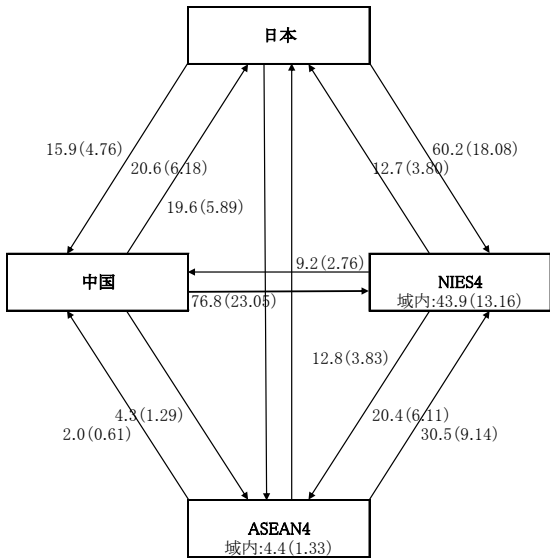 日本
15.9(4.76)
60.2(18.08)
20.6(6.18)
12.7(3.80)
19.6(5.89)
9.2(2.76)
中国
NIES4
76.8(23.05)
域内:43.9(13.16)
12.8(3.83)
4.3(1.29)
20.4(6.11)
2.0(0.61)
30.5(9.14)
ASEAN4
域内:4.4(1.33)